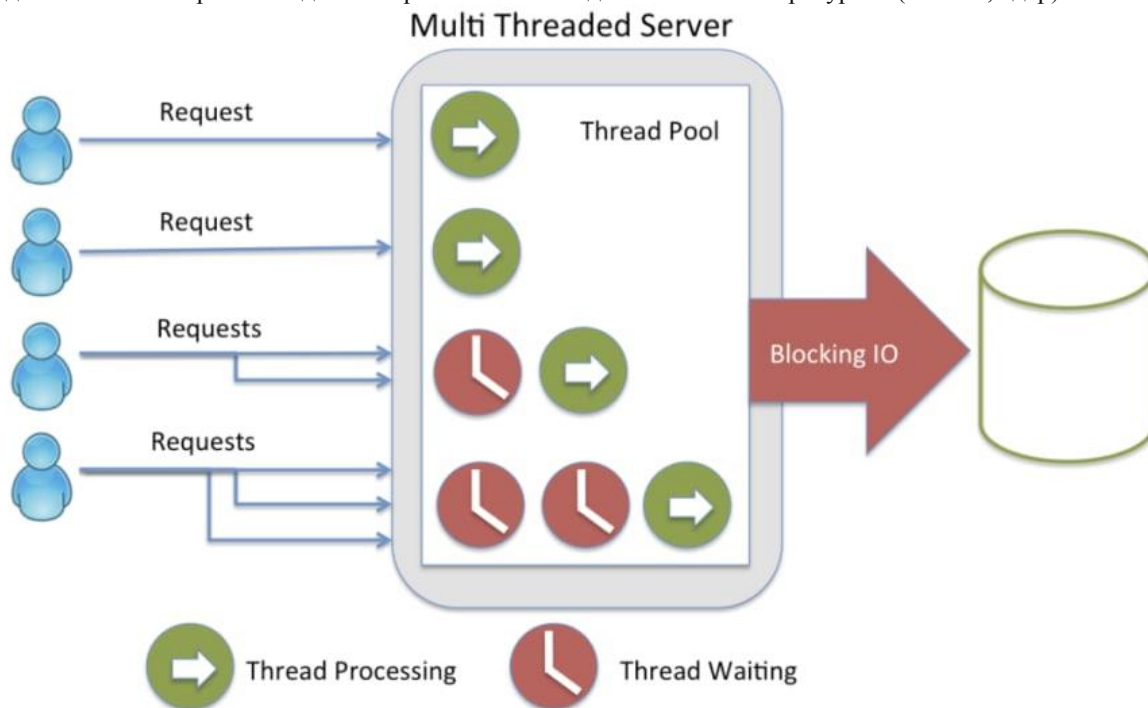 Multi Threaded Server
Request
Thread Pool
Request
Requests
Blocking IO
Requests
Thread Processing
Thread Waiting